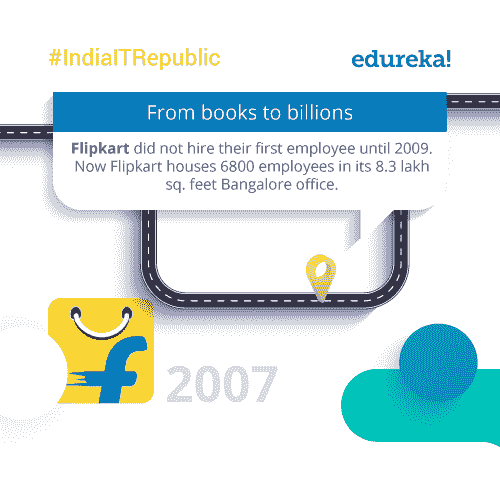 #IndiaITRepublic
edureka!
From books to billions
Flipkart did not hire their first employee until 2009.
Now Flipkart houses 6800 employees in its 8.3 lakh
sq. feet Bangalore office.
f
2007